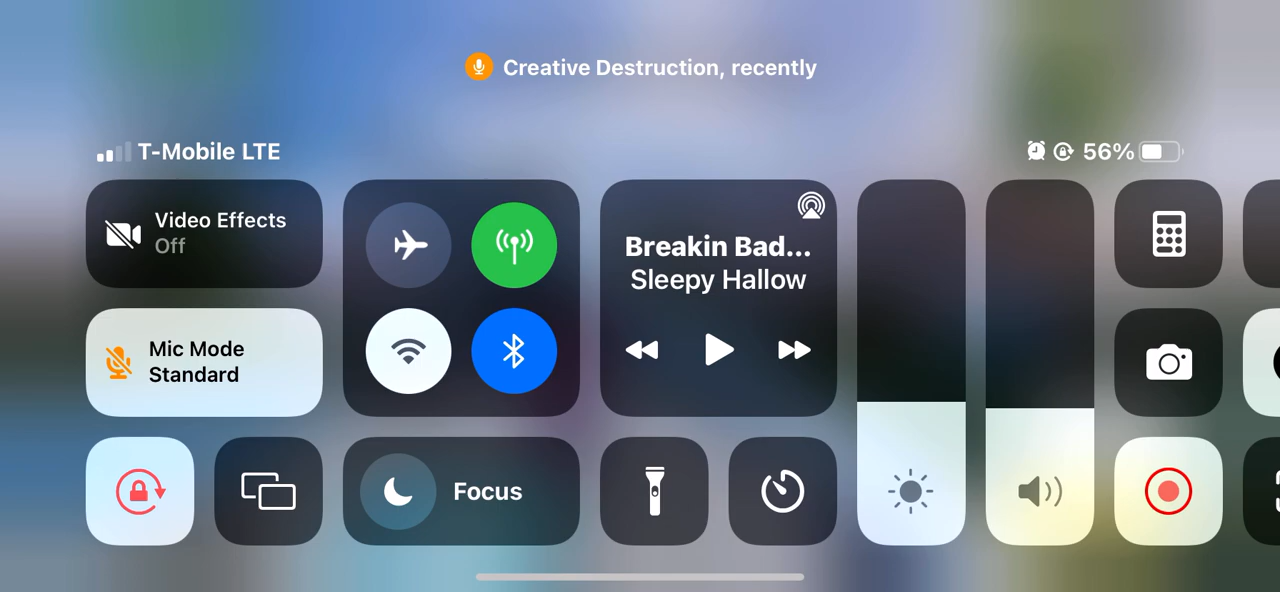 Creative Destruction, recently
T-Mobile LTE
56%
Video Effects
Off
Mic Mode
Standard
Breakin Bad...
Sleepy Hallow
Focus